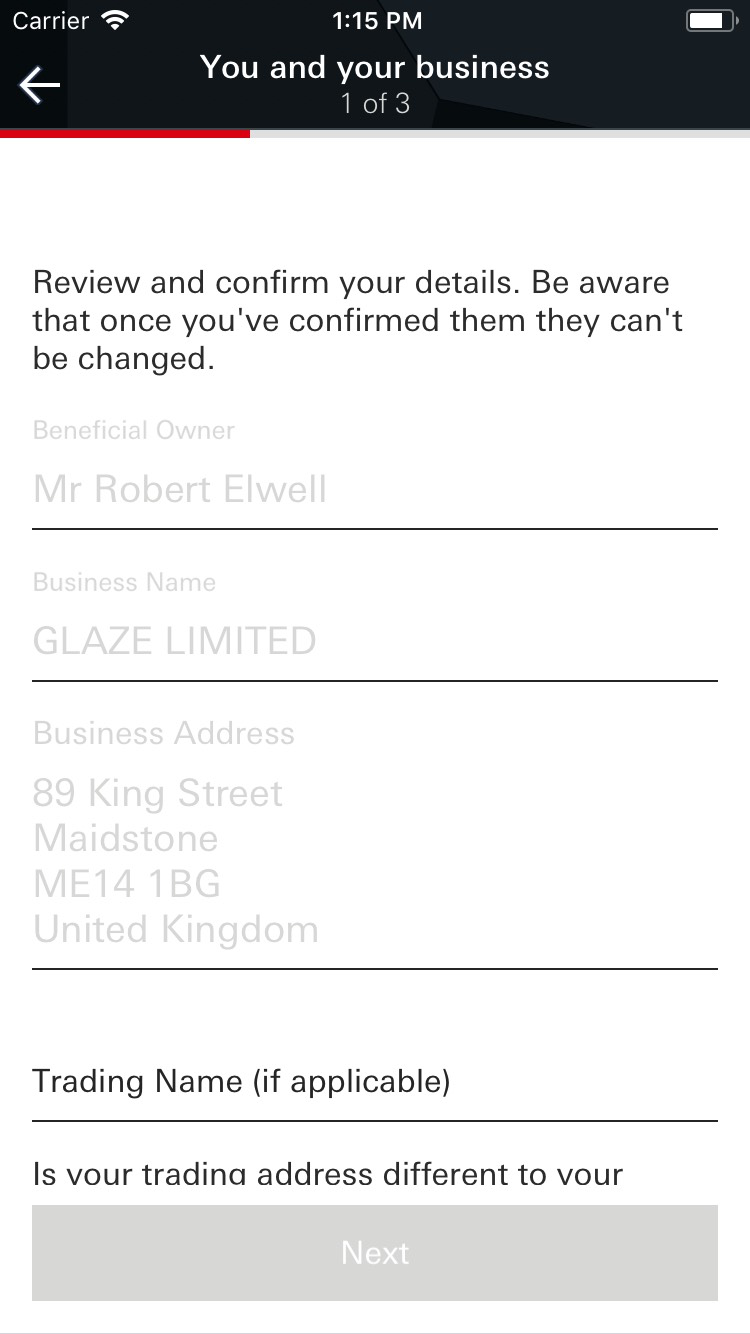 Carrier 1:15 PM
You and your business
1 of 3
Review and confirm your details. Be aware
that once you've confirmed them they can't
be changed.
Beneficial Owner
Mr Robert Elwell
Business Name
GLAZE LIMITED
Business Address
89 King Street
Maidstone
ME14 1BG
United Kingdom
Trading Name (if applicable)
Is your trading address different to your
Next